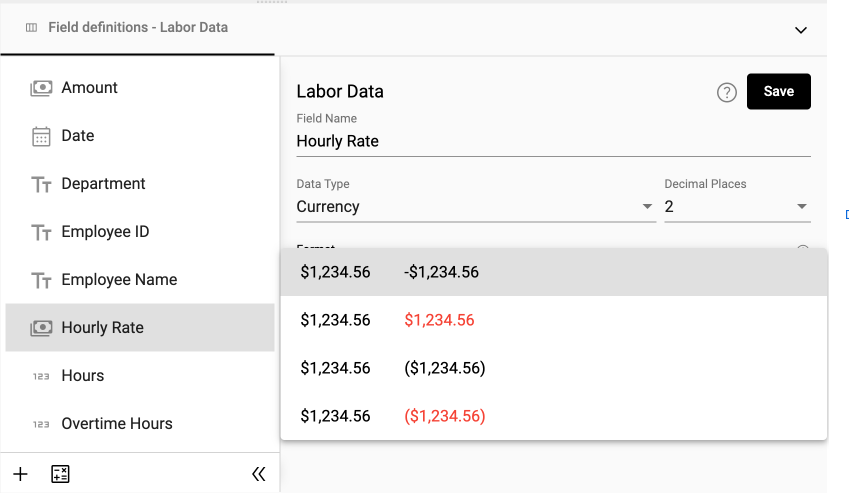 Field definitions - Labor Data
Amount
Date
Department
Employee ID
Employee Name
Hourly Rate
123 Hours
123 Overtime Hours
Labor Data
? Save
Field Name
Hourly Rate
Data Type
Currency
Decimal Places
2
Format
$1,234.56 -$1,234.56
$1,234.56 $1,234.56
$1,234.56 ($1,234.56)
$1,234.56 ($1,234.56)